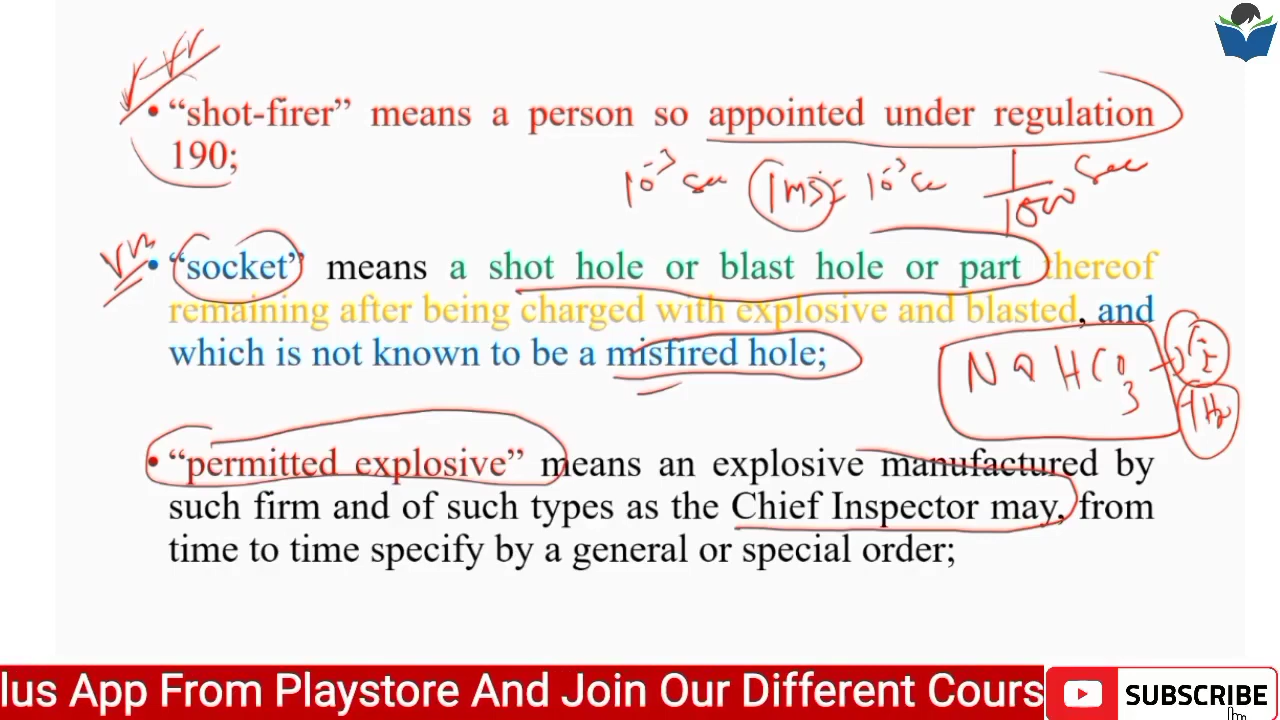 • “shot-firer” means a person so appointed under regulation
190;
10⁻³ sec 1ms = 10⁻³ sec 1/1000 sec
• “socket” means a shot hole or blast hole or part thereof
remaining after being charged with explosive and blasted, and
which is not known to be a misfired hole;
NaHCO₃
• “permitted explosive” means an explosive manufactured by
such firm and of such types as the Chief Inspector may, from
time to time specify by a general or special order;
lus App From Playstore And Join Our Different Cours
SUBSCRIBE